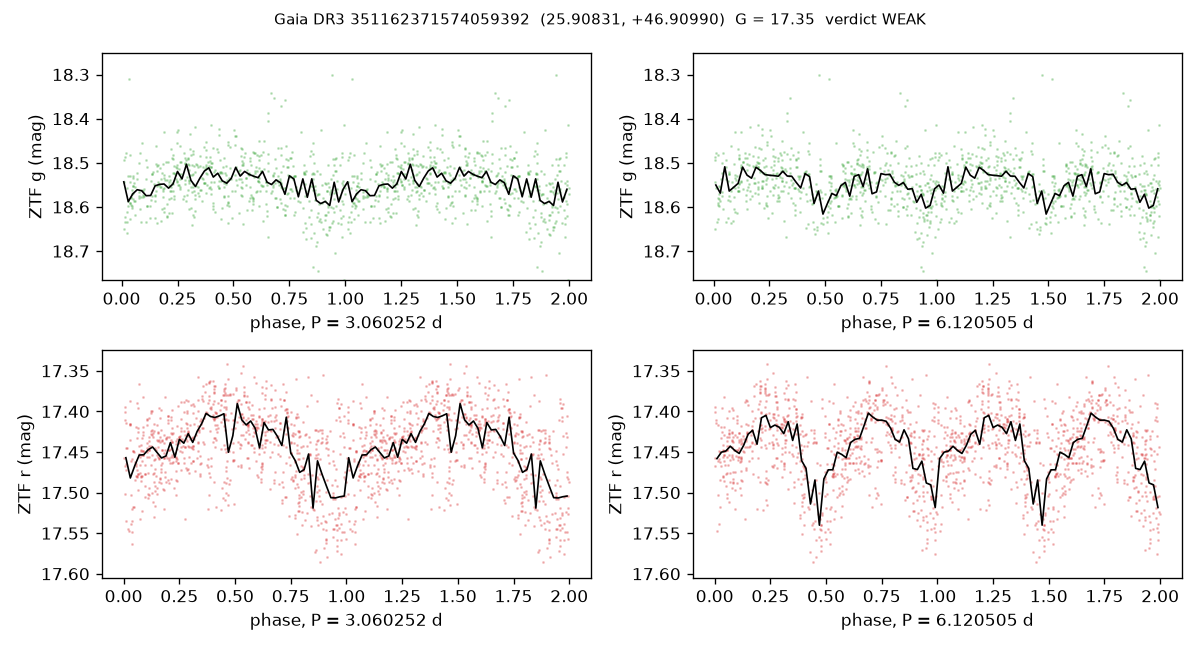 Gaia DR3 351162371574059392 (25.90831, +46.90990) G = 17.35 verdict WEAK
ZTF g (mag)
18.3
18.4
18.5
18.6
18.7
0.00 0.25 0.50 0.75 1.00 1.25 1.50 1.75 2.00
phase, P = 3.060252 d
ZTF g (mag)
18.3
18.4
18.5
18.6
18.7
0.00 0.25 0.50 0.75 1.00 1.25 1.50 1.75 2.00
phase, P = 6.120505 d
ZTF r (mag)
17.35
17.40
17.45
17.50
17.55
17.60
0.00 0.25 0.50 0.75 1.00 1.25 1.50 1.75 2.00
phase, P = 3.060252 d
ZTF r (mag)
17.35
17.40
17.45
17.50
17.55
17.60
0.00 0.25 0.50 0.75 1.00 1.25 1.50 1.75 2.00
phase, P = 6.120505 d